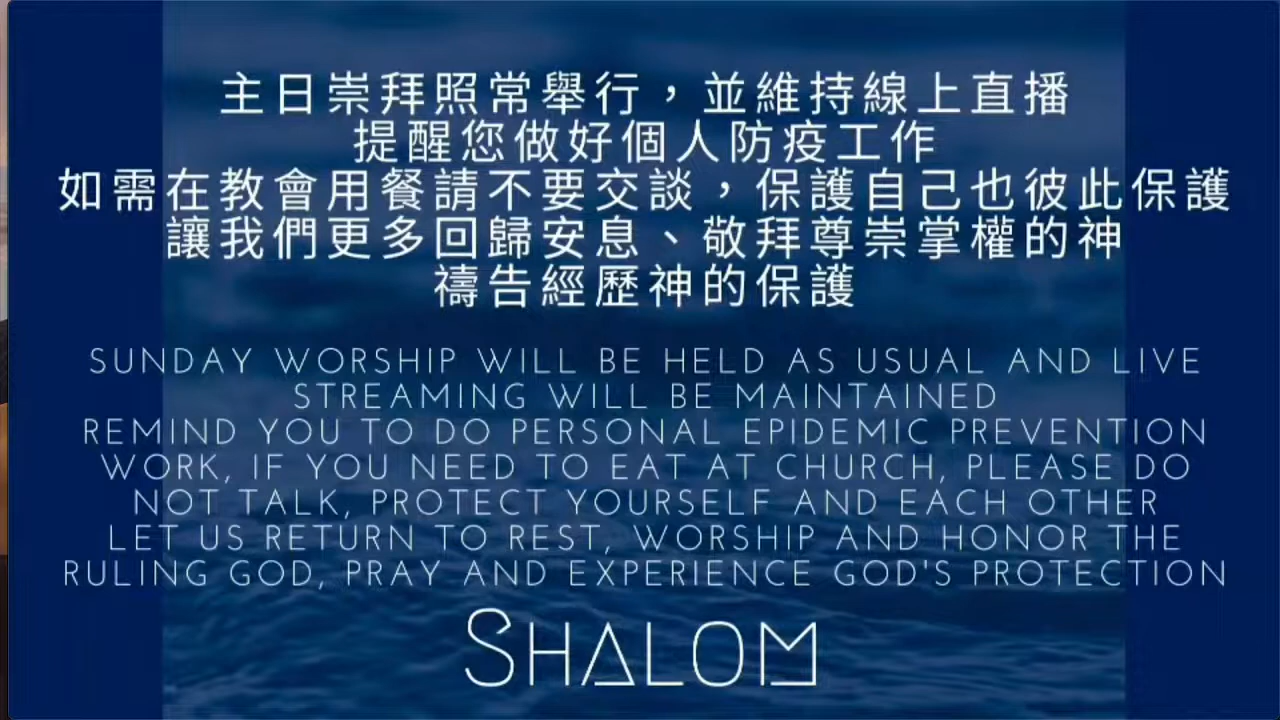 主日崇拜照常舉行，並維持線上直播
提醒您做好個人防疫工作
如需在教會用餐請不要交談，保護自己也彼此保護
讓我們更多回歸安息、敬拜尊崇掌權的神
禱告經歷神的保護
SUNDAY WORSHIP WILL BE HELD AS USUAL AND LIVE
STREAMING WILL BE MAINTAINED
REMIND YOU TO DO PERSONAL EPIDEMIC PREVENTION
WORK, IF YOU NEED TO EAT AT CHURCH, PLEASE DO
NOT TALK, PROTECT YOURSELF AND EACH OTHER
LET US RETURN TO REST, WORSHIP AND HONOR THE
RULING GOD, PRAY AND EXPERIENCE GOD'S PROTECTION
SHALOM